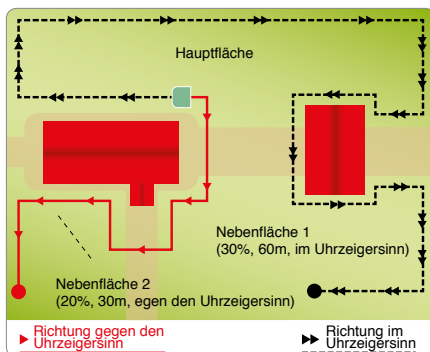 Hauptfläche
Nebenfläche 1
(30%, 60m, im Uhrzeigersinn)
Nebenfläche 2
(20%, 30m, egen den Uhrzeigersinn)
Richtung gegen den
Uhrzeigersinn
Richtung im
Uhrzeigersinn